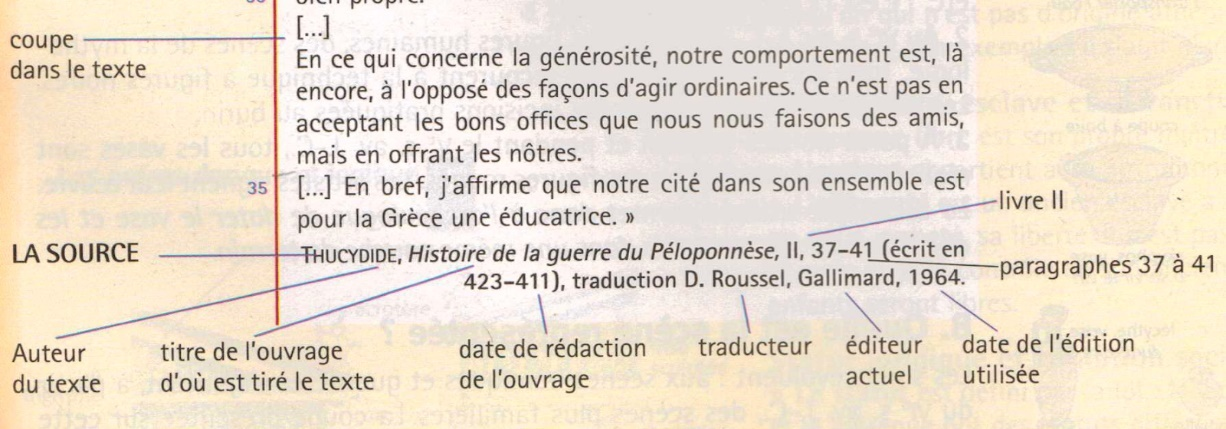 bien propre.
[...]
coupe
dans le texte
En ce qui concerne la générosité, notre comportement est, là
encore, à l'opposé des façons d'agir ordinaires. Ce n'est pas en
acceptant les bons offices que nous nous faisons des amis,
mais en offrant les nôtres.
35 [...] En bref, j'affirme que notre cité dans son ensemble est
pour la Grèce une éducatrice. »
livre II
LA SOURCE
THUCYDIDE, Histoire de la guerre du Péloponnèse, II, 37–41 (écrit en
423-411), traduction D. Roussel, Gallimard, 1964.
paragraphes 37 à 41
Auteur
du texte
titre de l'ouvrage
d'où est tiré le texte
date de rédaction
de l'ouvrage
traducteur
éditeur
actuel
date de l'édition
utilisée